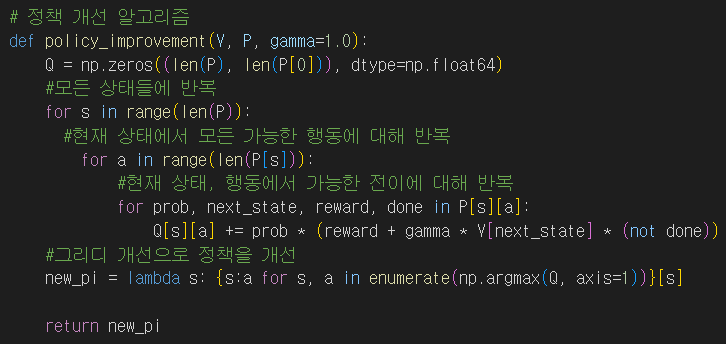 # 정책 개선 알고리즘
def policy_improvement(V, P, gamma=1.0):
    Q = np.zeros((len(P), len(P[0])), dtype=np.float64)
    #모든 상태들에 반복
    for s in range(len(P)):
      #현재 상태에서 모든 가능한 행동에 대해 반복
        for a in range(len(P[s])):
            #현재 상태, 행동에서 가능한 전이에 대해 반복
            for prob, next_state, reward, done in P[s][a]:
                Q[s][a] += prob * (reward + gamma * V[next_state] * (not done))
    #그리디 개선으로 정책을 개선
    new_pi = lambda s: {s:a for s, a in enumerate(np.argmax(Q, axis=1))}[s]
    return new_pi